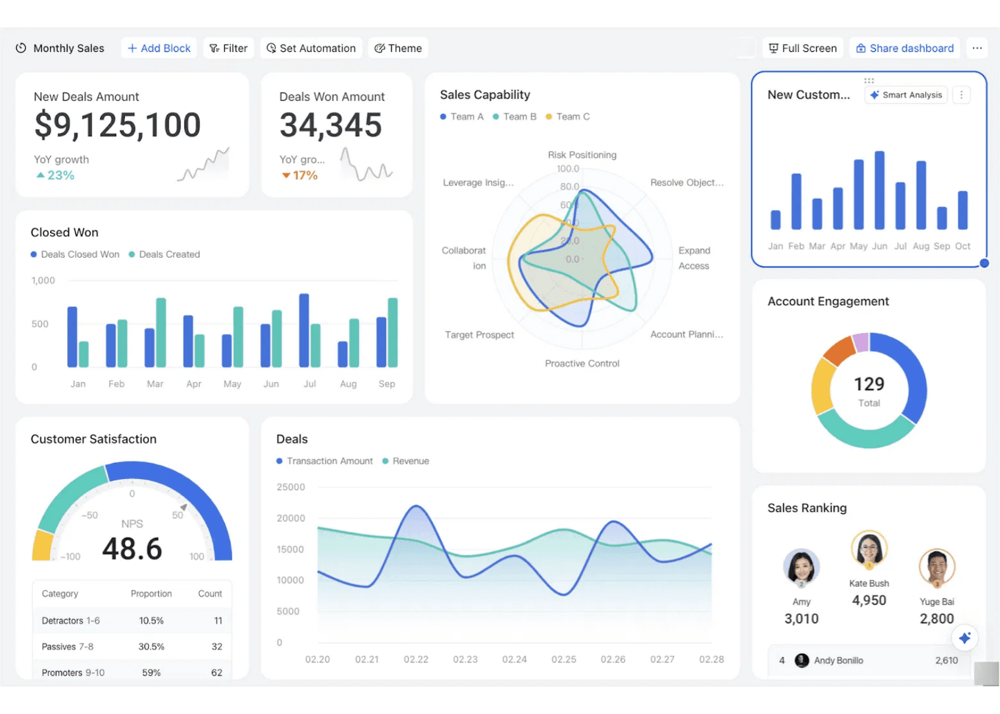 Monthly Sales
Add Block
Filter
Set Automation
Theme
Full Screen
Share dashboard
New Deals Amount
$9,125,100
YoY growth
23%
Deals Won Amount
34,345
YoY gro...
17%
Closed Won
Deals Closed Won Deals Created
1,000
500
0
Jan Feb Mar Apr May Jun Jul Aug Sep
Sales Capability
Team A Team B Team C
Risk Positioning
100.0
80.0
60.0
40.0
20.0
0.0
Leverage Insig...
Resolve Object...
Collaborat
ion
Expand
Access
Target Prospect
Account Planni...
Proactive Control
New Custom...
Smart Analysis
Jan Feb Mar Apr May Jun Jul Aug Sep Oct
Account Engagement
129
Total
Customer Satisfaction
0
-50
50
NPS
48.6
-100
100
Category Proportion Count
Detractors 1-6 10.5% 11
Passives 7-8 30.5% 32
Promoters 9-10 59% 62
Deals
Transaction Amount Revenue
25000
20000
15000
10000
5000
0
02.20 02.21 02.22 02.23 02.24 02.25 02.26 02.27 02.28
Sales Ranking
1
Kate Bush
4,950
2
Amy
3,010
3
Yuge Bai
2,800
4 Andy Bonillo 2,610